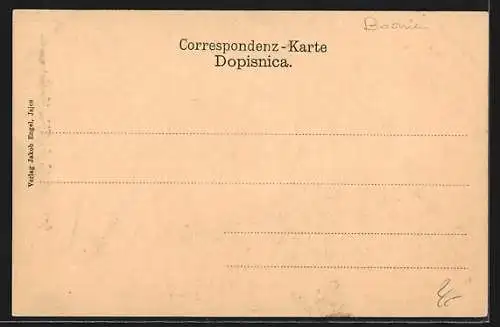 Correspondenz-Karte
Dopisnica.
Verlag Jakob Engel, Jajce